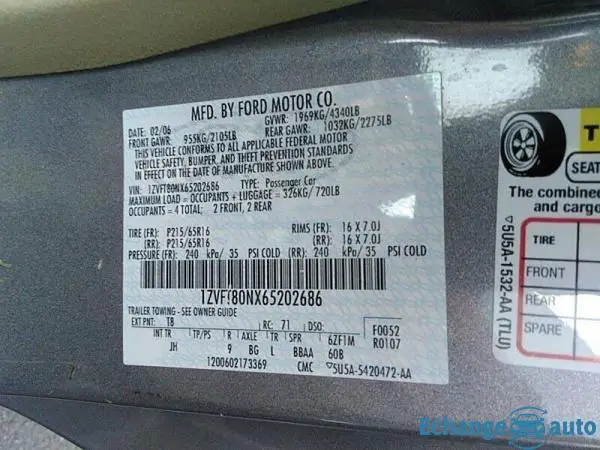 MFD. BY FORD MOTOR CO.
DATE: 02/06 GVWR: 1969KG/4340LB
FRONT GAWR: 955KG/2105LB REAR GAWR: 1032KG/2275LB
THIS VEHICLE CONFORMS TO ALL APPLICABLE FEDERAL MOTOR
VEHICLE SAFETY, BUMPER, AND THEFT PREVENTION STANDARDS
IN EFFECT ON THE DATE OF MANUFACTURE SHOWN ABOVE.
VIN: 1ZVFT80NX65202686 TYPE: Passenger Car
MAXIMUM LOAD = OCCUPANTS + LUGGAGE = 326KG/720LB
OCCUPANTS = 4 TOTAL; 2 FRONT, 2 REAR
TIRE (FR): P215/65R16 RIMS (FR): 16 X 7.0J
(RR): P215/65R16 (RR): 16 X 7.0J
PRESSURE (FR): 240 kPa/ 35 PSI COLD (RR): 240 kPa/ 35 PSI COLD
1ZVFT80NX65202686
TRAILER TOWING - SEE OWNER GUIDE
EXT PNT: T8 RC: 71 DSO: F0052
INT TR TP/PS R AXLE TR SPR 6ZF1M R0107
JH 9 BG L BBAA 60B
1200602173369 CMC ▽5U5A-5420472-AA
T
SEAT
The combined
and cargo
TIRE
FRONT
REAR
SPARE
▽5U5A-1532-AA (TLU)
Echange auto